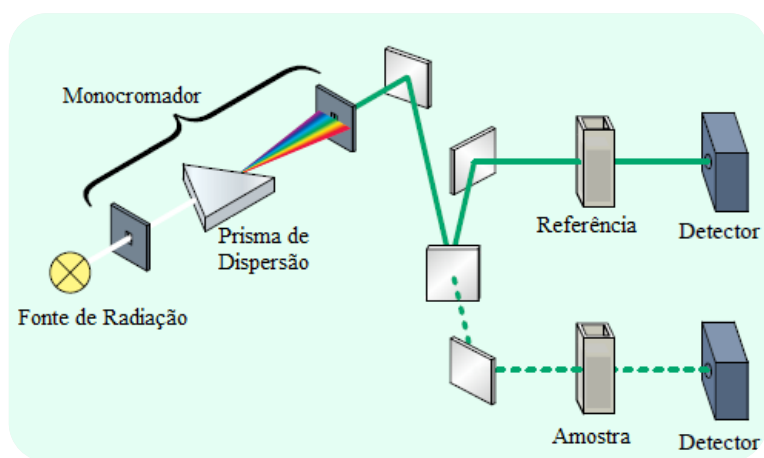 Monocromador
Prisma de
Dispersão
Fonte de Radiação
Referência
Detector
Amostra
Detector